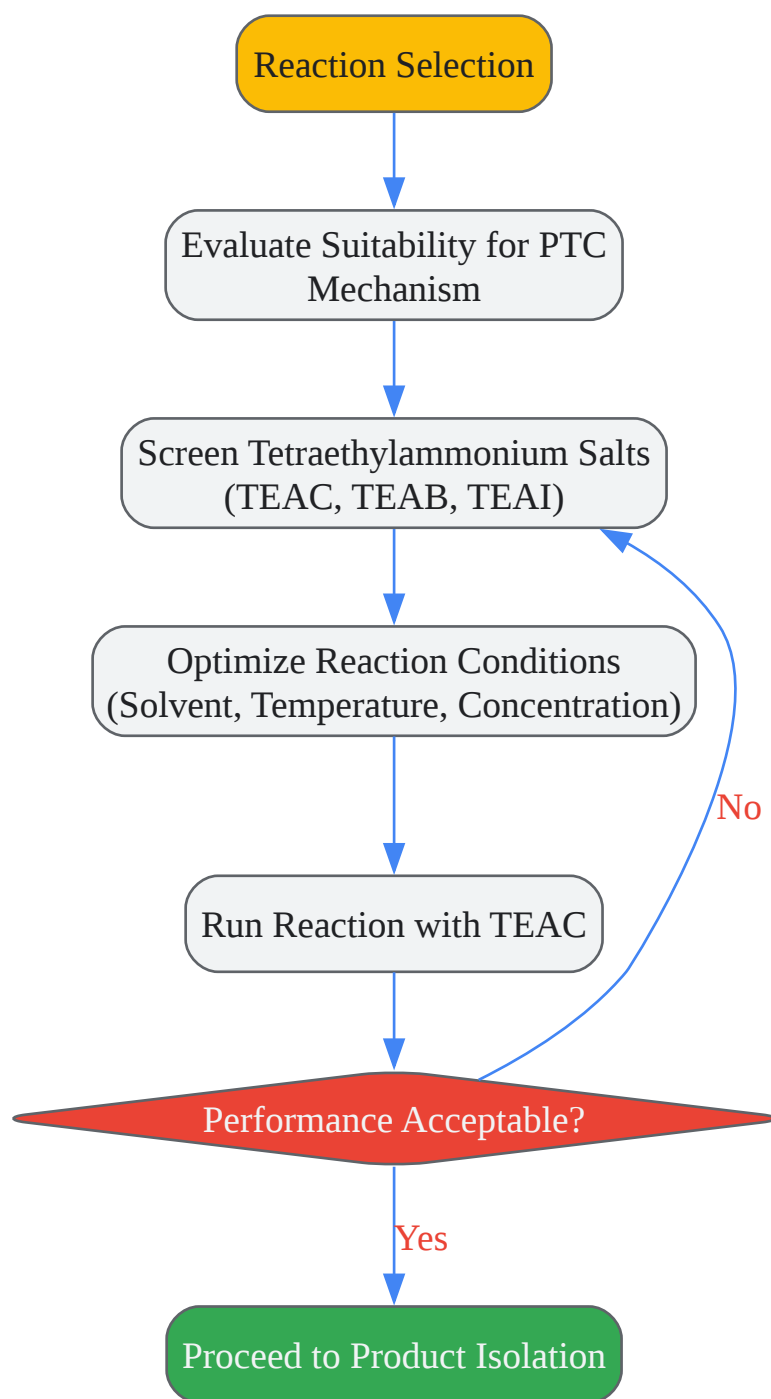 Reaction Selection
Evaluate Suitability for PTC
Mechanism
Screen Tetraethylammonium Salts
(TEAC, TEAB, TEAI)
Optimize Reaction Conditions
(Solvent, Temperature, Concentration)
No
Run Reaction with TEAC
Performance Acceptable?
Yes
Proceed to Product Isolation